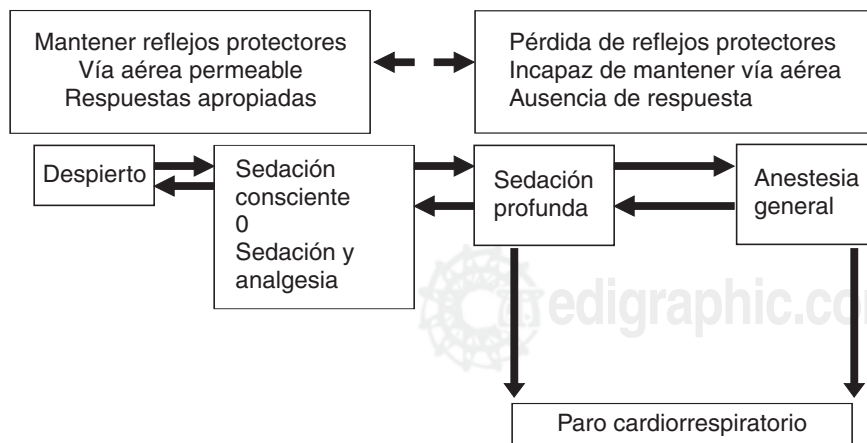 Mantener reflejos protectores
Vía aérea permeable
Respuestas apropiadas
Pérdida de reflejos protectores
Incapaz de mantener vía aérea
Ausencia de respuesta
Despierto
Sedación
consciente
0
Sedación y
analgesia
Sedación
profunda
Anestesia
general
edigraphic.co
Paro cardiorrespiratorio